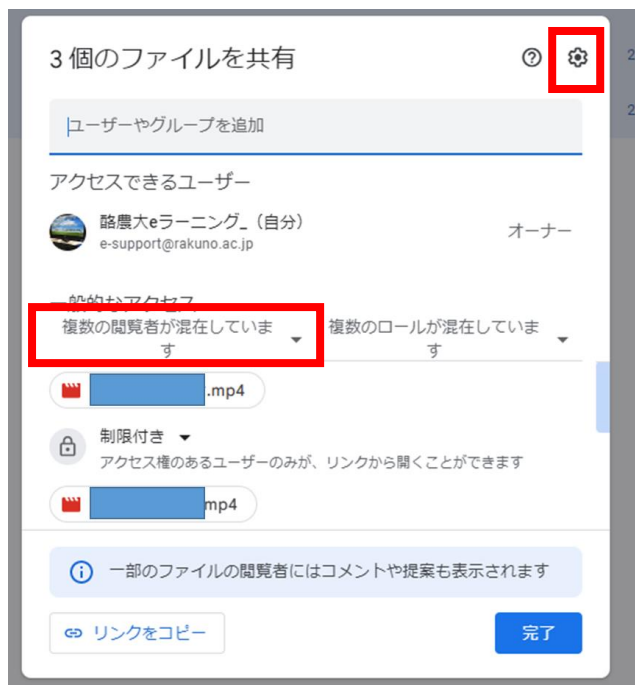 3 個のファイルを共有
2
ユーザーやグループを追加
2
アクセスできるユーザー
酪農大eラーニング_（自分）
オーナー
e-support@rakuno.ac.jp
一般的なアクセス
複数の閲覧者が混在していま
す
複数のロールが混在していま
す
.mp4
制限付き
アクセス権のあるユーザーのみが、リンクから開くことができます
mp4
一部のファイルの閲覧者にはコメントや提案も表示されます
リンクをコピー
完了